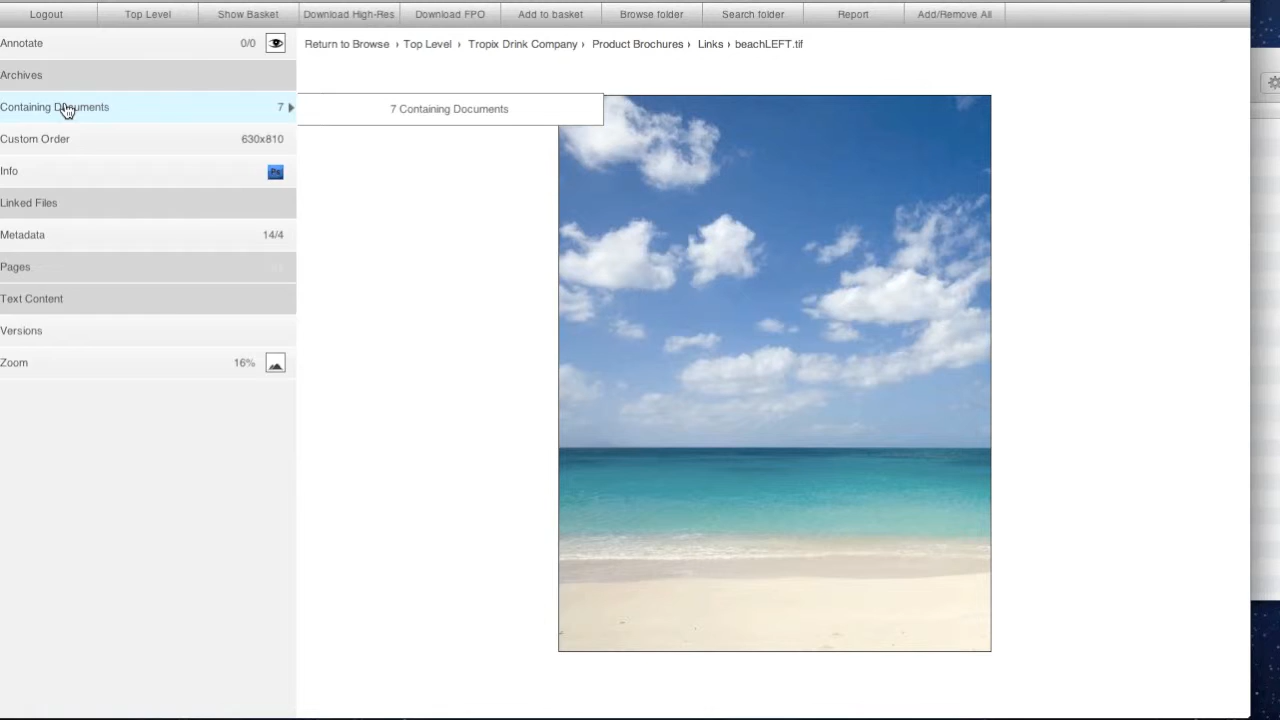 Logout Top Level Show Basket Download High-Res Download FPO Add to basket Browse folder Search folder Report Add/Remove All
Annotate 0/0
Return to Browse › Top Level › Tropix Drink Company › Product Brochures › Links › beachLEFT.tif
Archives
Containing Documents 7
7 Containing Documents
Custom Order 630x810
Info Ps
Linked Files
Metadata 14/4
Pages
Text Content
Versions
Zoom 16%